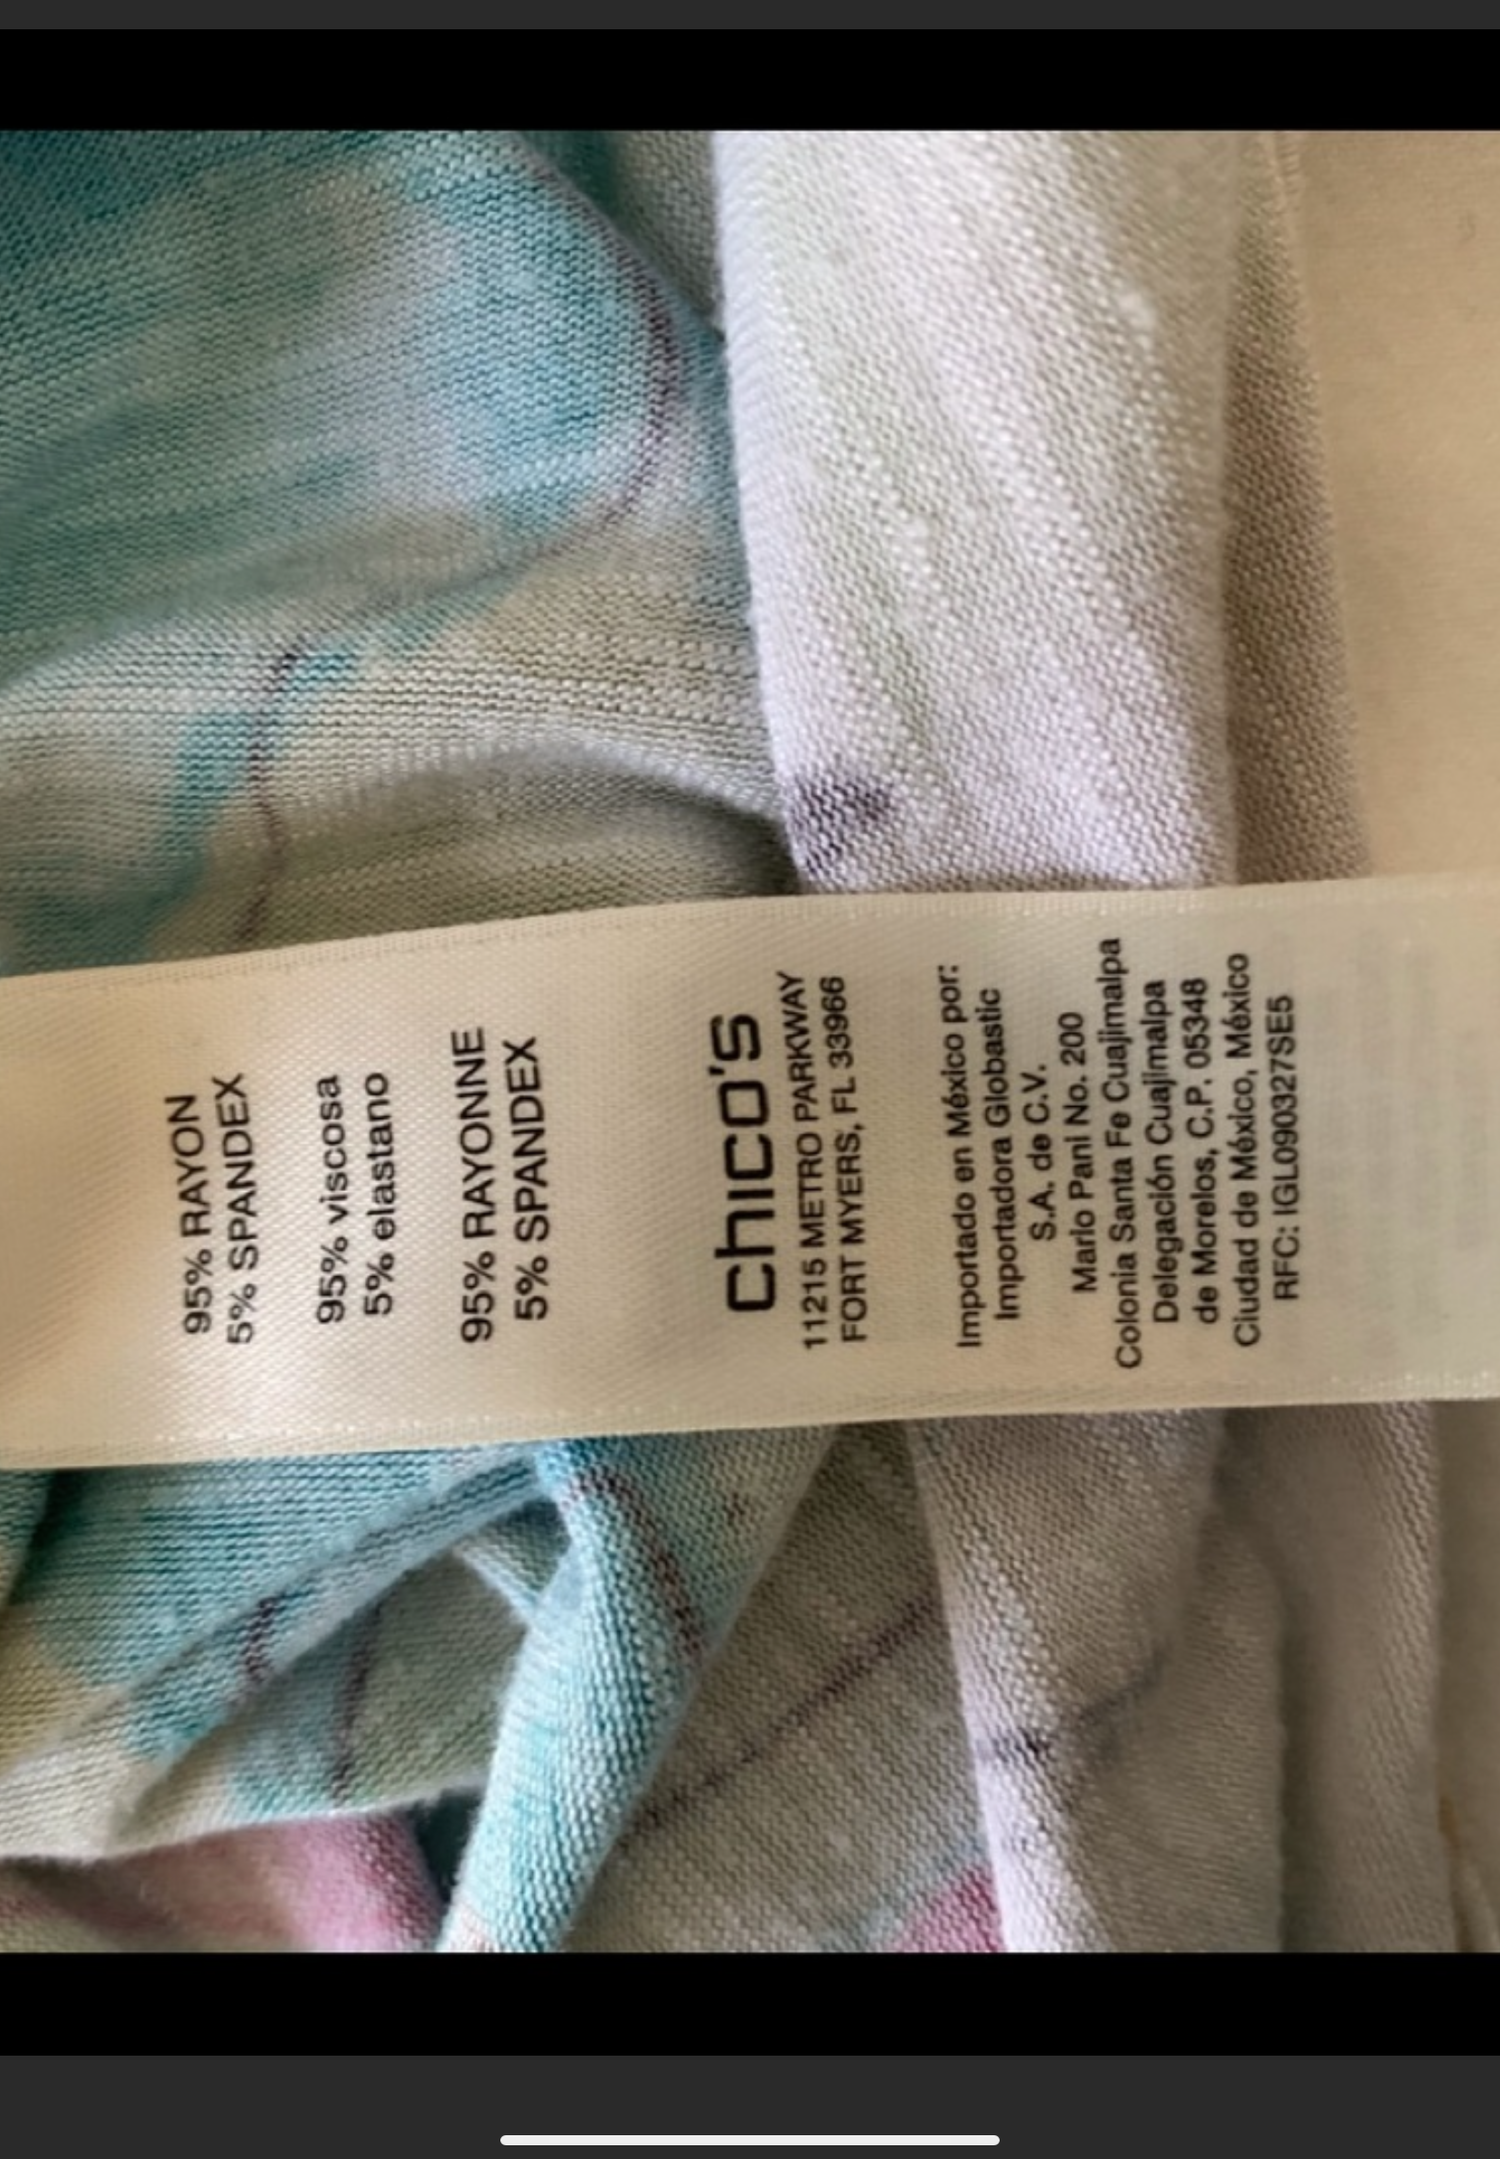 95% RAYON
5% SPANDEX
95% viscosa
5% elastano
95% RAYONNE
5% SPANDEX
chico's
11215 METRO PARKWAY
FORT MYERS, FL 33966
Importado en México por:
Importadora Globastic
S.A. de C.V.
Mario Pani No. 200
Colonia Santa Fe Cuajimalpa
Delegación Cuajimalpa
de Morelos, C.P. 05348
Ciudad de México, México
RFC: IGL090327SE5